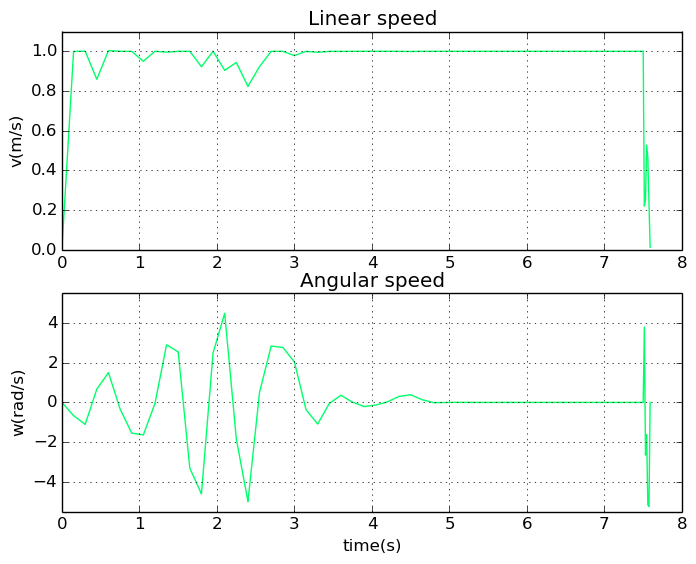 Linear speed
v(m/s)
1.0
0.8
0.6
0.4
0.2
0.0
0 1 2 3 4 5 6 7 8
Angular speed
w(rad/s)
4
2
0
−2
−4
0 1 2 3 4 5 6 7 8
time(s)